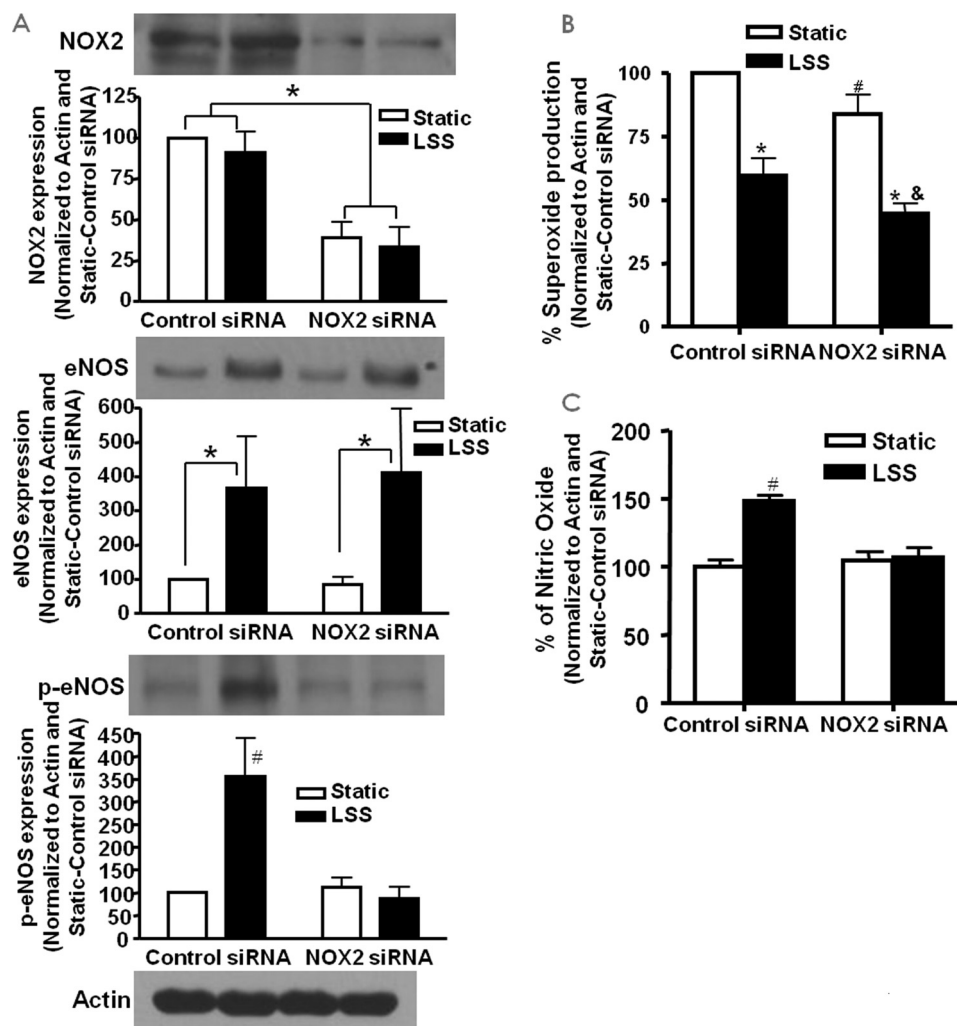 A
NOX2
NOX2 expression
(Normalized to Actin and
Static-Control siRNA)
125
100
75
50
25
0
*
Static
LSS
Control siRNA
NOX2 siRNA
eNOS
eNOS expression
(Normalized to Actin and
Static-Control siRNA)
600
500
400
300
200
100
0
*
*
Static
LSS
Control siRNA
NOX2 siRNA
p-eNOS
p-eNOS expression
(Normalized to Actin and
Static-Control siRNA)
450
400
350
300
250
200
150
100
50
0
#
Static
LSS
Control siRNA
NOX2 siRNA
Actin
B
% Superoxide production
(Normalized to Actin and
Static-Control siRNA)
100
75
50
25
0
Static
LSS
*
#
* &
Control siRNA
NOX2 siRNA
C
% of Nitric Oxide
(Normalized to Actin and
Static-Control siRNA)
200
150
100
50
0
Static
LSS
#
Control siRNA
NOX2 siRNA